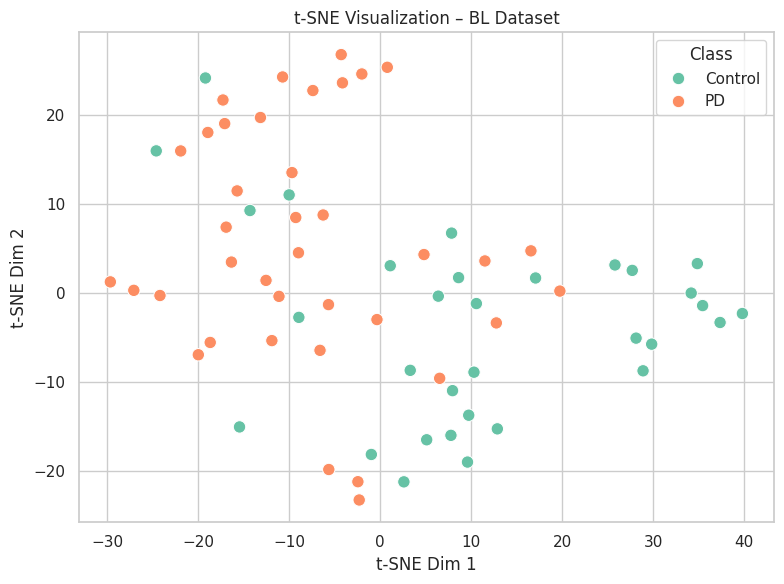 t-SNE Visualization – BL Dataset
Class
Control
PD
t-SNE Dim 2
20
10
0
−10
−20
−30
−20
−10
0
10
20
30
40
t-SNE Dim 1